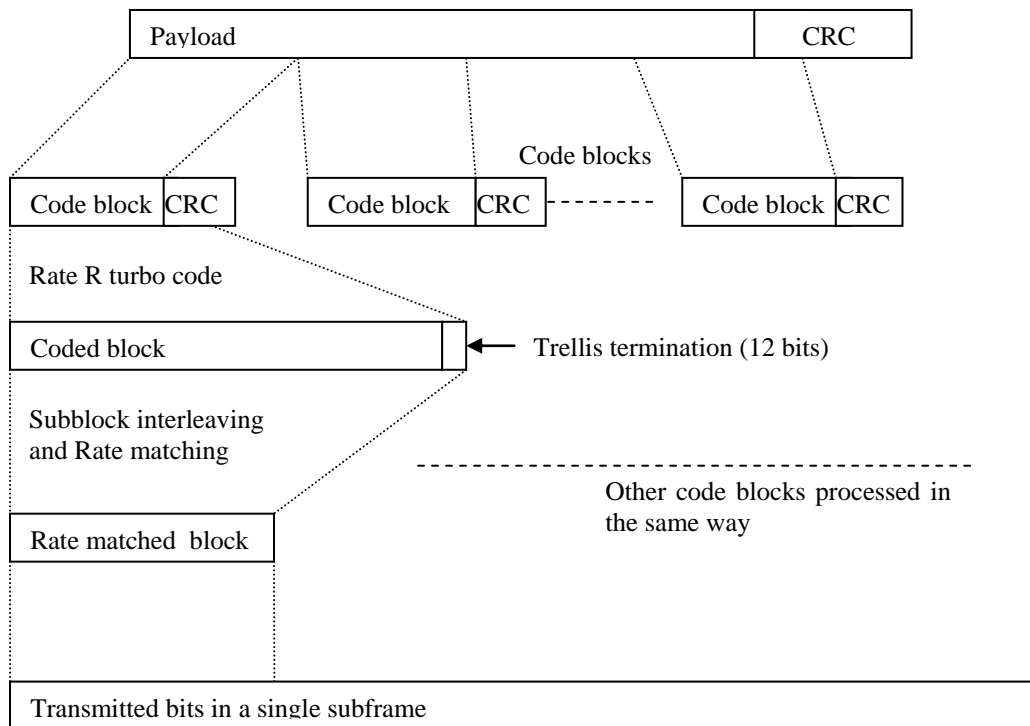 Payload CRC
Code blocks
Code block CRC Code block CRC Code block CRC
Rate R turbo code
Coded block
Trellis termination (12 bits)
Subblock interleaving
and Rate matching
Other code blocks processed in
the same way
Rate matched block
Transmitted bits in a single subframe